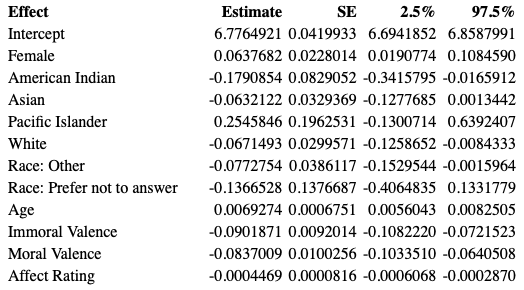 Effect Estimate SE 2.5% 97.5%
Intercept 6.7764921 0.0419933 6.6941852 6.8587991
Female 0.0637682 0.0228014 0.0190774 0.1084590
American Indian -0.1790854 0.0829052 -0.3415795 -0.0165912
Asian -0.0632122 0.0329369 -0.1277685 0.0013442
Pacific Islander 0.2545846 0.1962531 -0.1300714 0.6392407
White -0.0671493 0.0299571 -0.1258652 -0.0084333
Race: Other -0.0772754 0.0386117 -0.1529544 -0.0015964
Race: Prefer not to answer -0.1366528 0.1376687 -0.4064835 0.1331779
Age 0.0069274 0.0006751 0.0056043 0.0082505
Immoral Valence -0.0901871 0.0092014 -0.1082220 -0.0721523
Moral Valence -0.0837009 0.0100256 -0.1033510 -0.0640508
Affect Rating -0.0004469 0.0000816 -0.0006068 -0.0002870